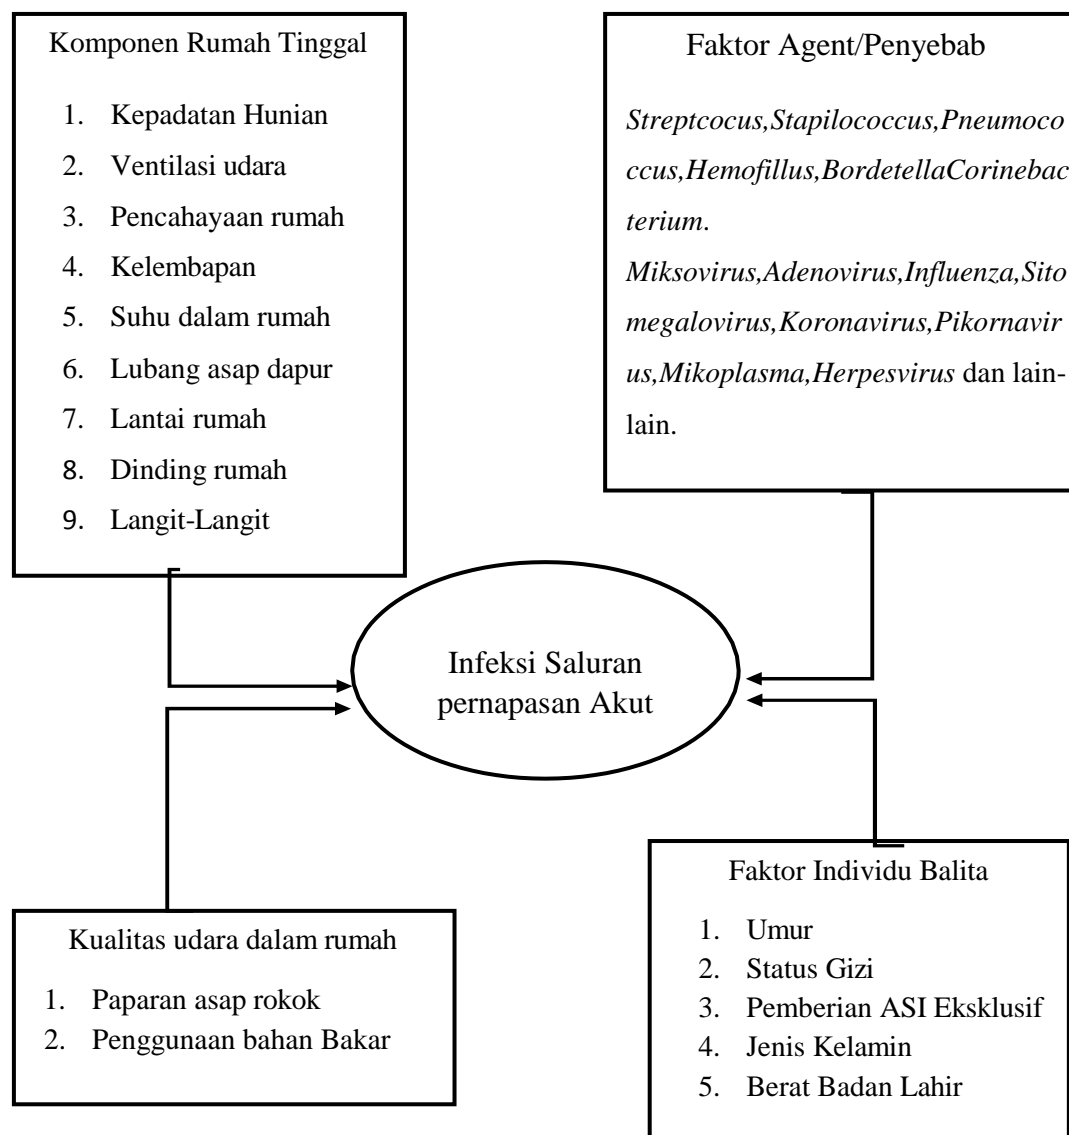 Komponen Rumah Tinggal
1. Kepadatan Hunian
2. Ventilasi udara
3. Pencahayaan rumah
4. Kelembapan
5. Suhu dalam rumah
6. Lubang asap dapur
7. Lantai rumah
8. Dinding rumah
9. Langit-Langit
Faktor Agent/Penyebab
Streptcocus,Stapilococcus,Pneumoco
ccus,Hemofillus,BordetellaCorinebac
terium.
Miksovirus,Adenovirus,Influenza,Sito
megalovirus,Koronavirus,Pikornavir
us,Mikoplasma,Herpesvirus dan lain-
lain.
Infeksi Saluran
pernapasan Akut
Kualitas udara dalam rumah
1. Paparan asap rokok
2. Penggunaan bahan Bakar
Faktor Individu Balita
1. Umur
2. Status Gizi
3. Pemberian ASI Eksklusif
4. Jenis Kelamin
5. Berat Badan Lahir